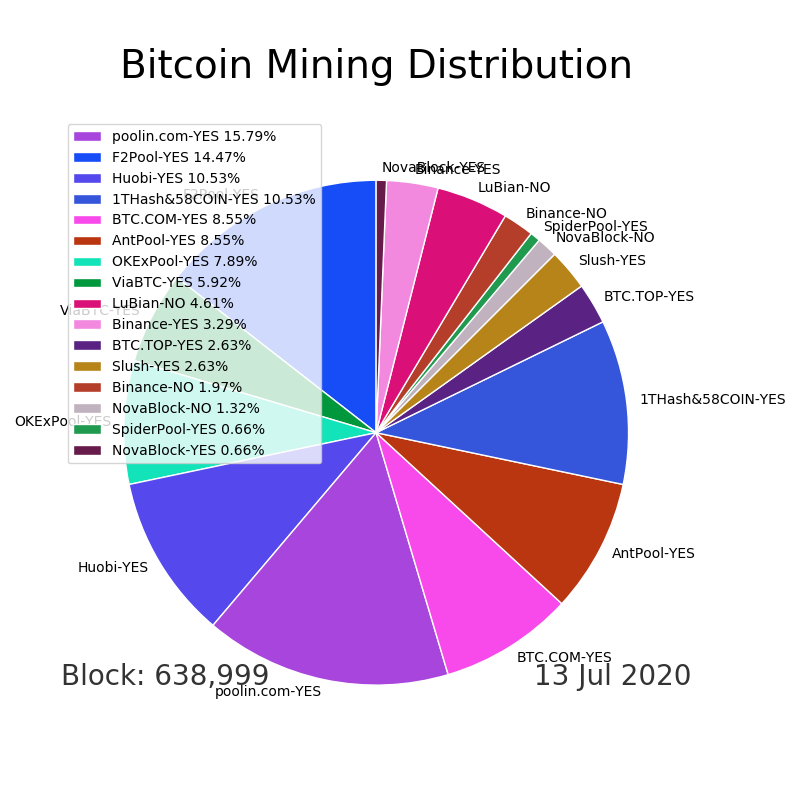 Bitcoin Mining Distribution
poolin.com-YES 15.79%
F2Pool-YES 14.47%
Huobi-YES 10.53%
1THash&58COIN-YES 10.53%
BTC.COM-YES 8.55%
AntPool-YES 8.55%
OKExPool-YES 7.89%
ViaBTC-YES 5.92%
LuBian-NO 4.61%
Binance-YES 3.29%
BTC.TOP-YES 2.63%
Slush-YES 2.63%
Binance-NO 1.97%
NovaBlock-NO 1.32%
SpiderPool-YES 0.66%
NovaBlock-YES 0.66%
NovaBlock-YES
Binance-YES
LuBian-NO
Binance-NO
SpiderPool-YES
NovaBlock-NO
Slush-YES
BTC.TOP-YES
1THash&58COIN-YES
AntPool-YES
BTC.COM-YES
poolin.com-YES
Huobi-YES
OKExPool-YES
ViaBTC-YES
F2Pool-YES
Block: 638,999
13 Jul 2020